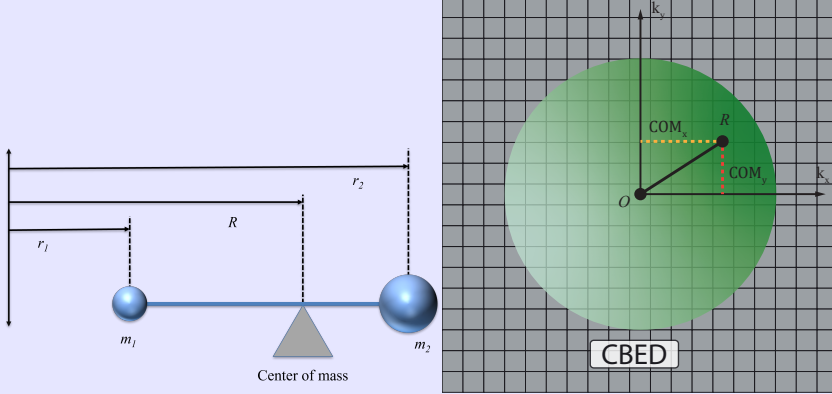 r2
R
r1
m1
m2
Center of mass
ky
R
COMx
kx
COMy
O
CBED